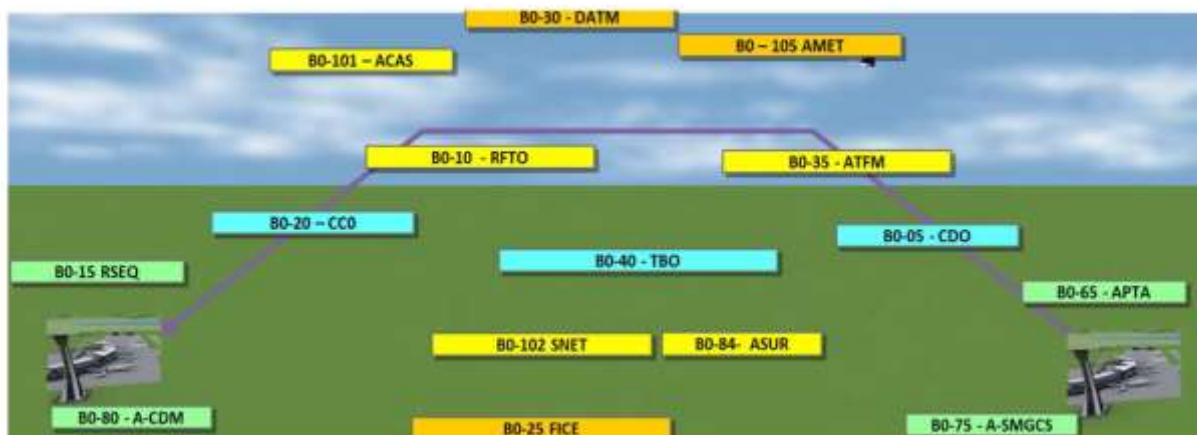 B0-30 - DATM
B0 – 105 AMET
B0-101 – ACAS
B0-10 - RFTO
B0-35 - ATFM
B0-20 – CC0
B0-05 - CDO
B0-40 - TBO
B0-15 RSEQ
B0-65 - APTA
B0-102 SNET
B0-84- ASUR
B0-80 - A-CDM
B0-25 FICE
B0-75 - A-SMGCS